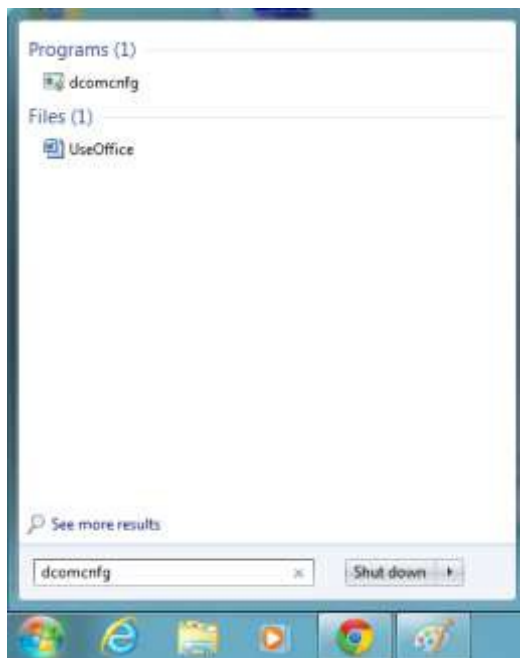 Programs (1)
dcomcnfg
Files (1)
UseOffice
See more results
dcomcnfg
Shut down